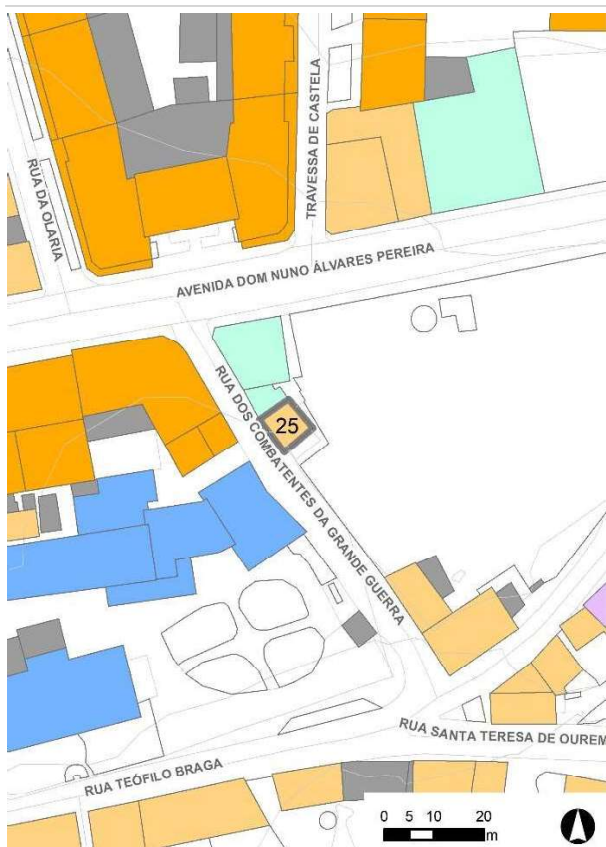 RUA DA OLARIA
TRAVESSA DE CASTELA
AVENIDA DOM NUNO ÁLVARES PEREIRA
25
RUA DOS COMBATENTES DA GRANDE GUERRA
RUA SANTA TERESA DE OUREM
RUA TEÓFILO BRAGA
0 5 10 20
m